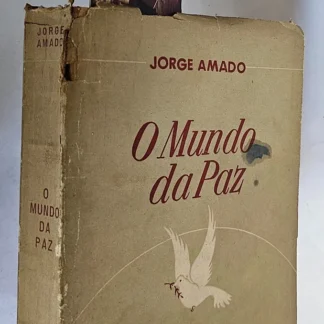 JORGE
AMADO
O
MUNDO
DA
PAZ
JORGE AMADO
O Mundo
da Paz